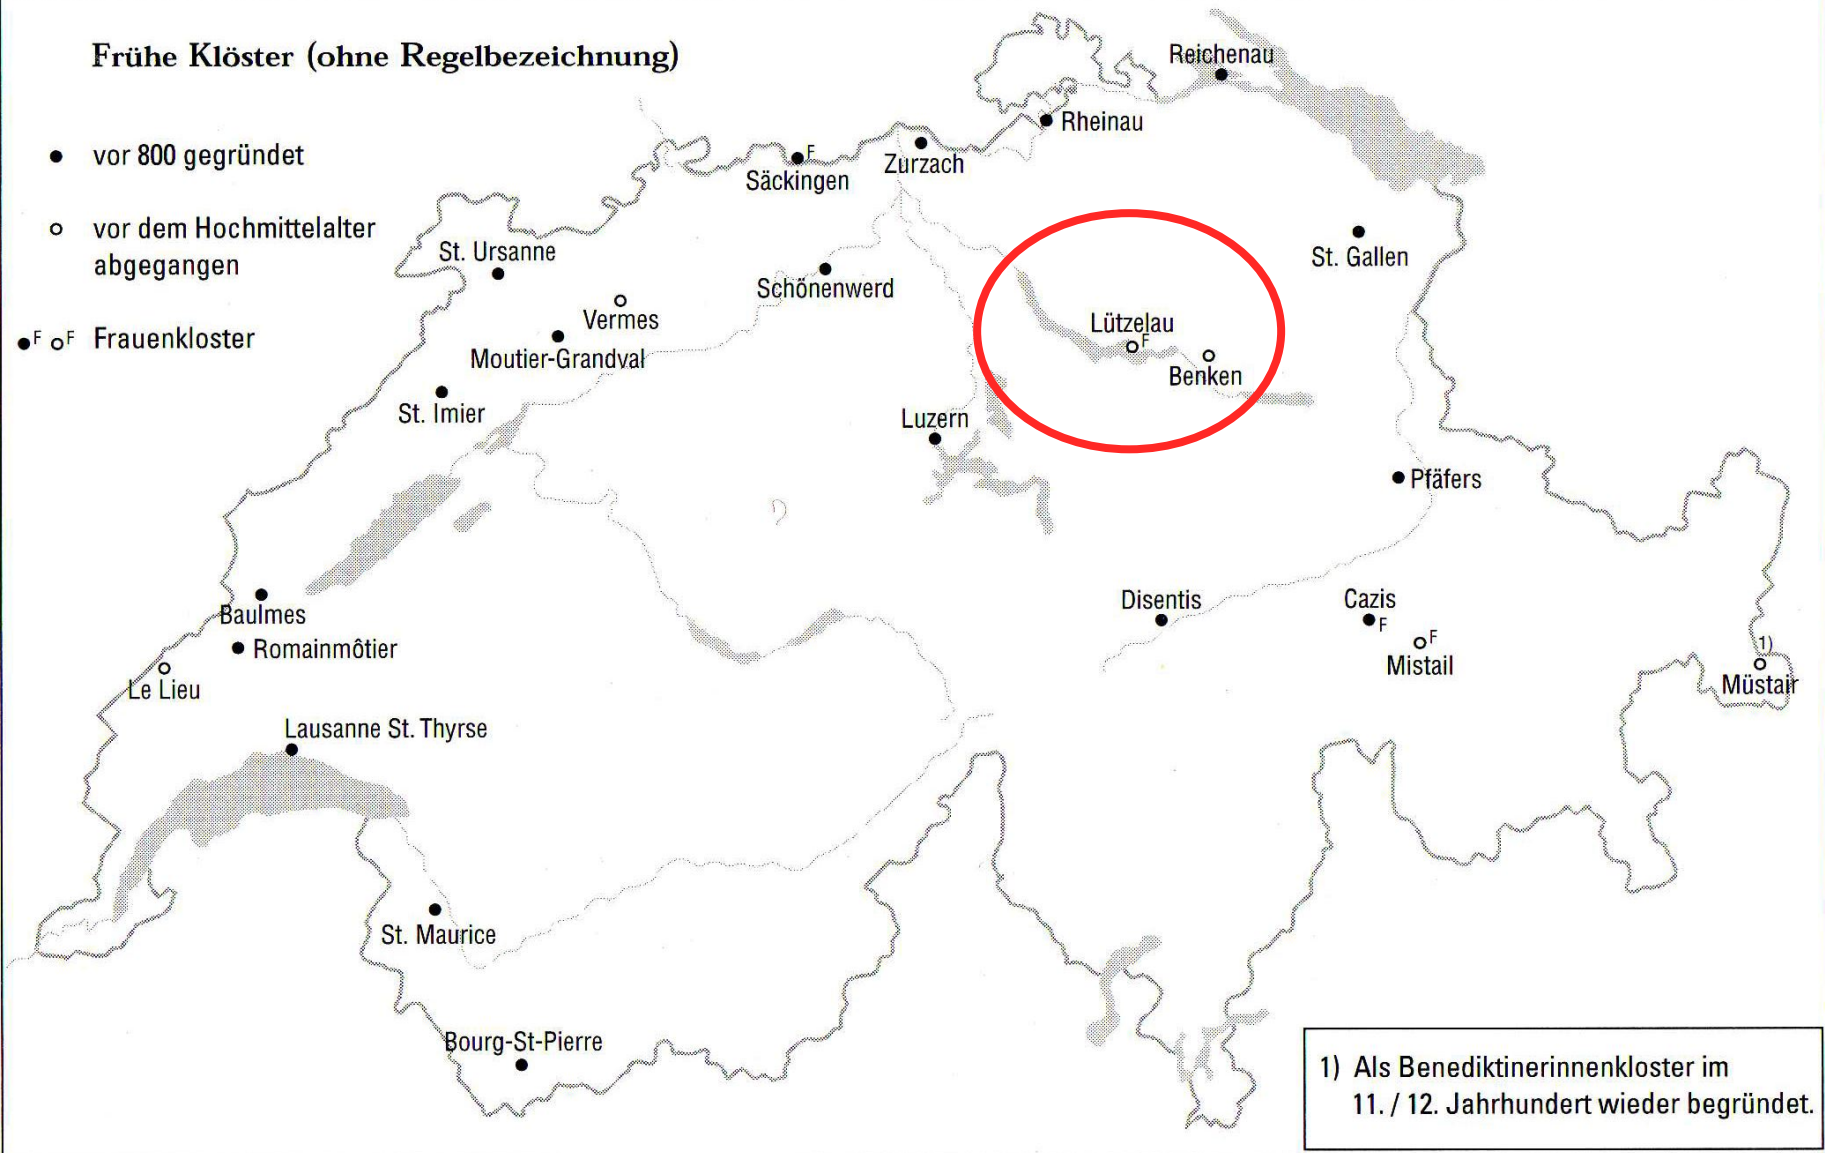 Frühe Klöster (ohne Regelbezeichnung)
vor 800 gegründet
vor dem Hochmittelalter
abgegangen
F F Frauenkloster
Reichenau
Rheinau
Zurzach
F
Säckingen
St. Ursanne
St. Gallen
Schönenwerd
Vermes
Lützelau
F
Moutier-Grandval
Benken
St. Imier
Luzern
Pfäfers
Disentis
Cazis
F
F
Mistail
Baulmes
Romainmôtier
Le Lieu
1)
Müstair
Lausanne St. Thyrse
St. Maurice
Bourg-St-Pierre
1) Als Benediktinerinnenkloster im
11. / 12. Jahrhundert wieder begründet.